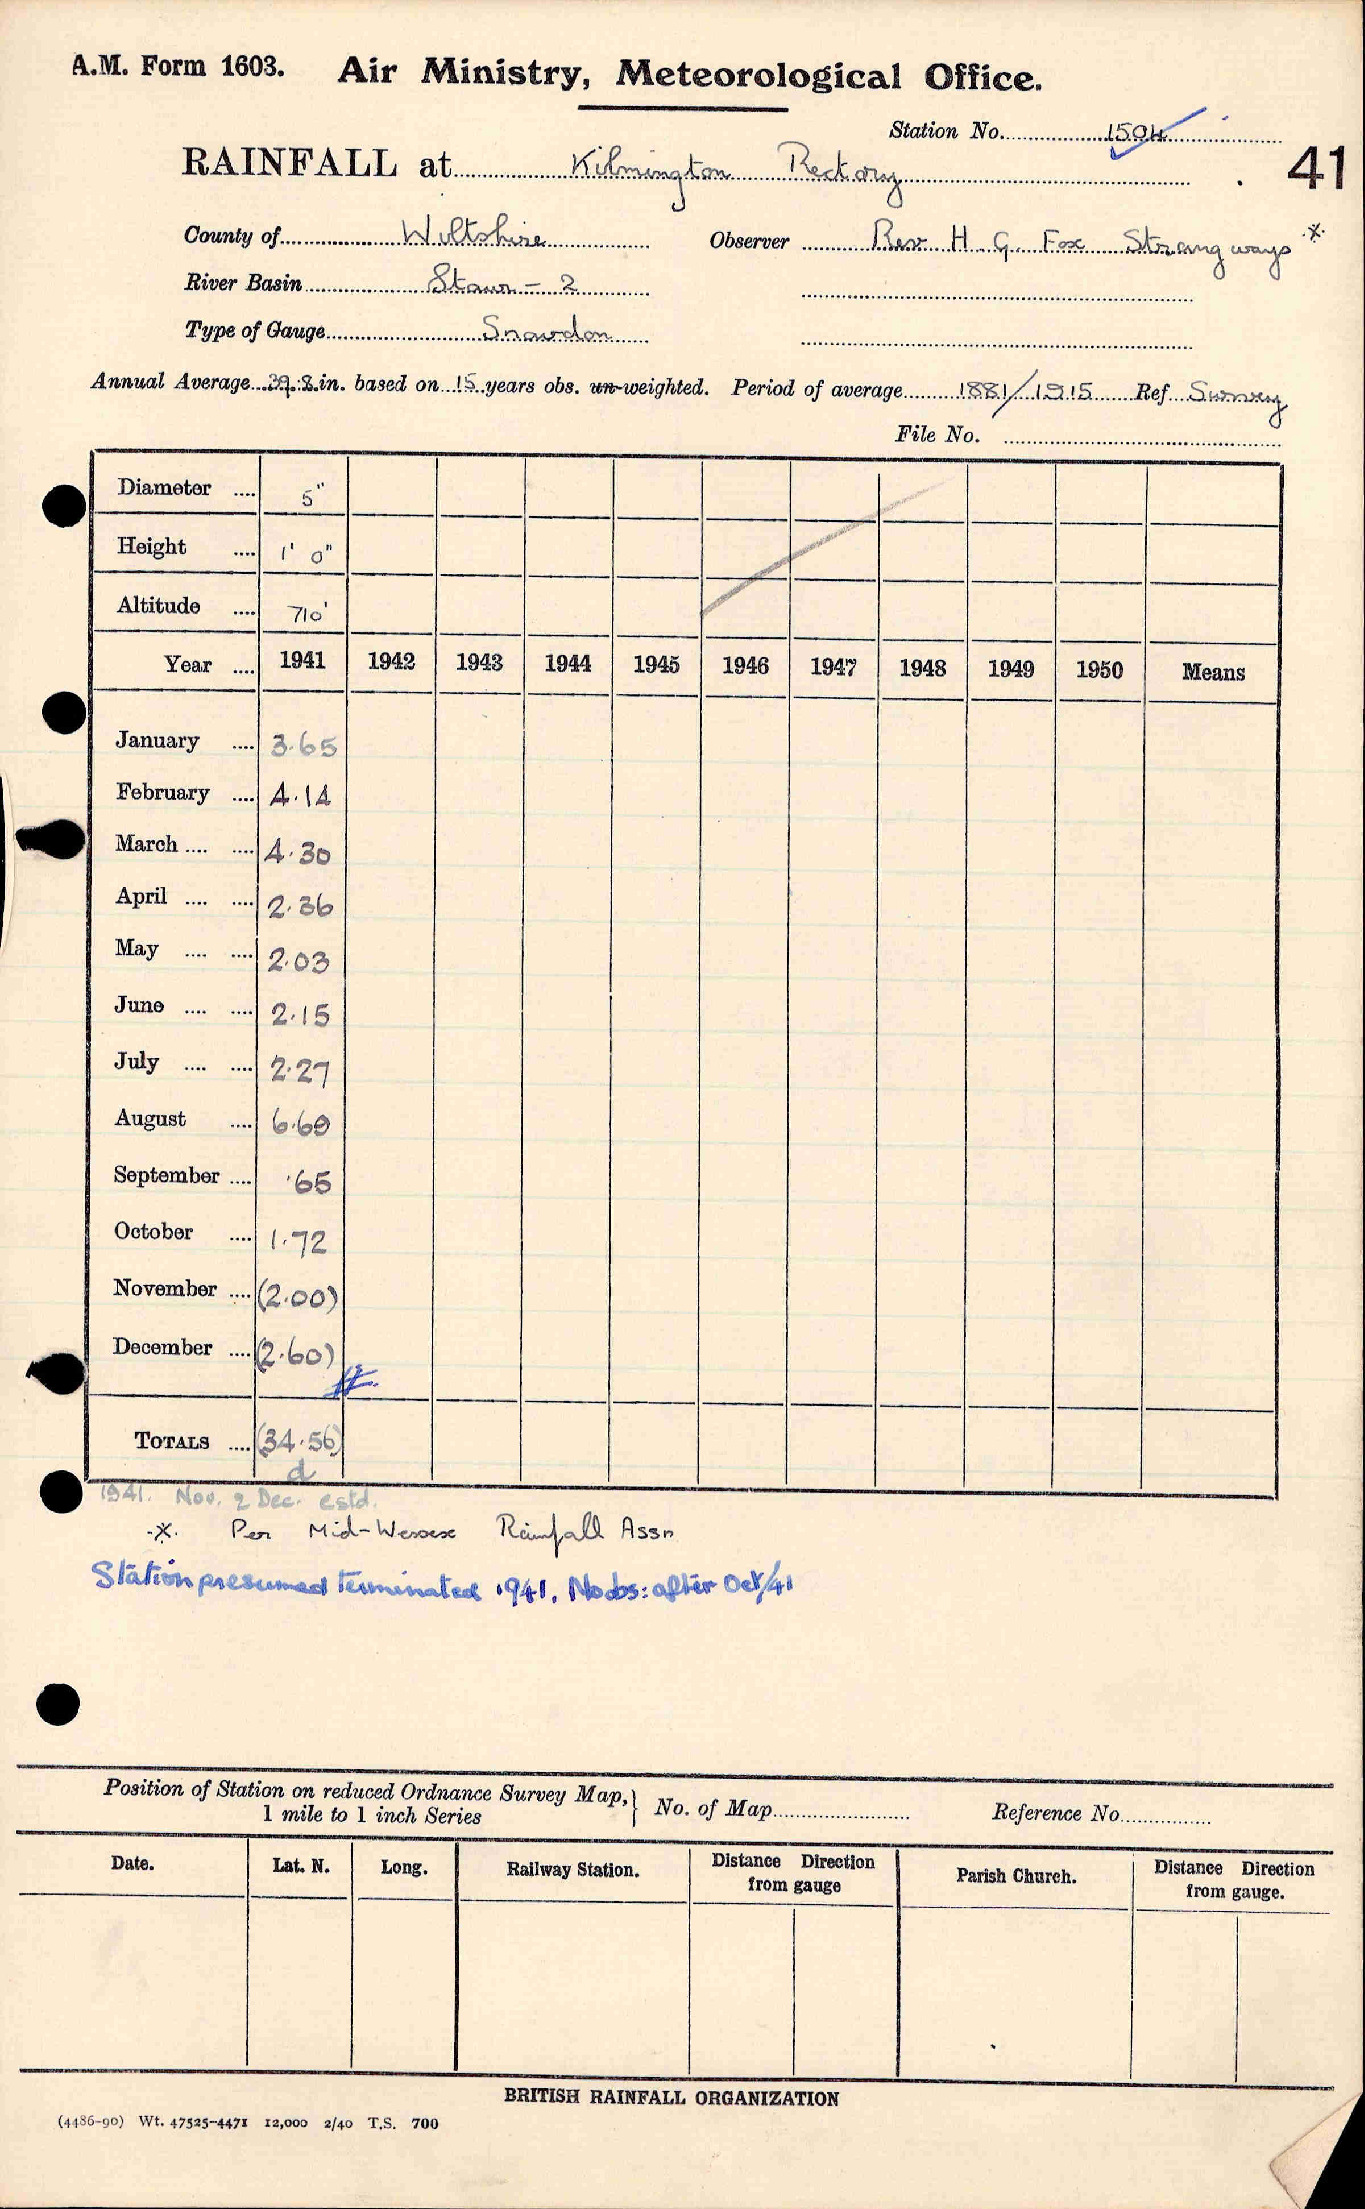 A.M. Form 1603. Air Ministry, Meteorological Office.
Station No. 1504
RAINFALL at Kilmington Rectory 41
County of Wiltshire Observer Rev H. G. Fox Strangways *
River Basin Stour - 2
Type of Gauge Snowdon
Annual Average 39.8 in. based on 15 years obs. un-weighted. Period of average 1881/1915 Ref Survey
File No.
Diameter .... 5"
Height .... 1' 0"
Altitude .... 710'
Year .... 1941 1942 1943 1944 1945 1946 1947 1948 1949 1950 Means
January .... 3.65
February .... 4.14
March .... .... 4.30
April .... .... 2.36
May .... .... 2.03
June .... .... 2.15
July .... .... 2.27
August .... 6.69
September .... .65
October .... 1.72
November .... (2.00)
December .... (2.60)
TOTALS .... (34.56)
d
1941. Nov. & Dec. estd.
* Per Mid-Wessex Rainfall Assn
Station presumed terminated 1941. No obs: after Oct/41
Position of Station on reduced Ordnance Survey Map, } No. of Map Reference No.
1 mile to 1 inch Series
Date. Lat. N. Long. Railway Station. Distance Direction from gauge Parish Church. Distance Direction from gauge.
BRITISH RAINFALL ORGANIZATION
(4486-90) Wt. 47525-4471 12,000 2/40 T.S. 700